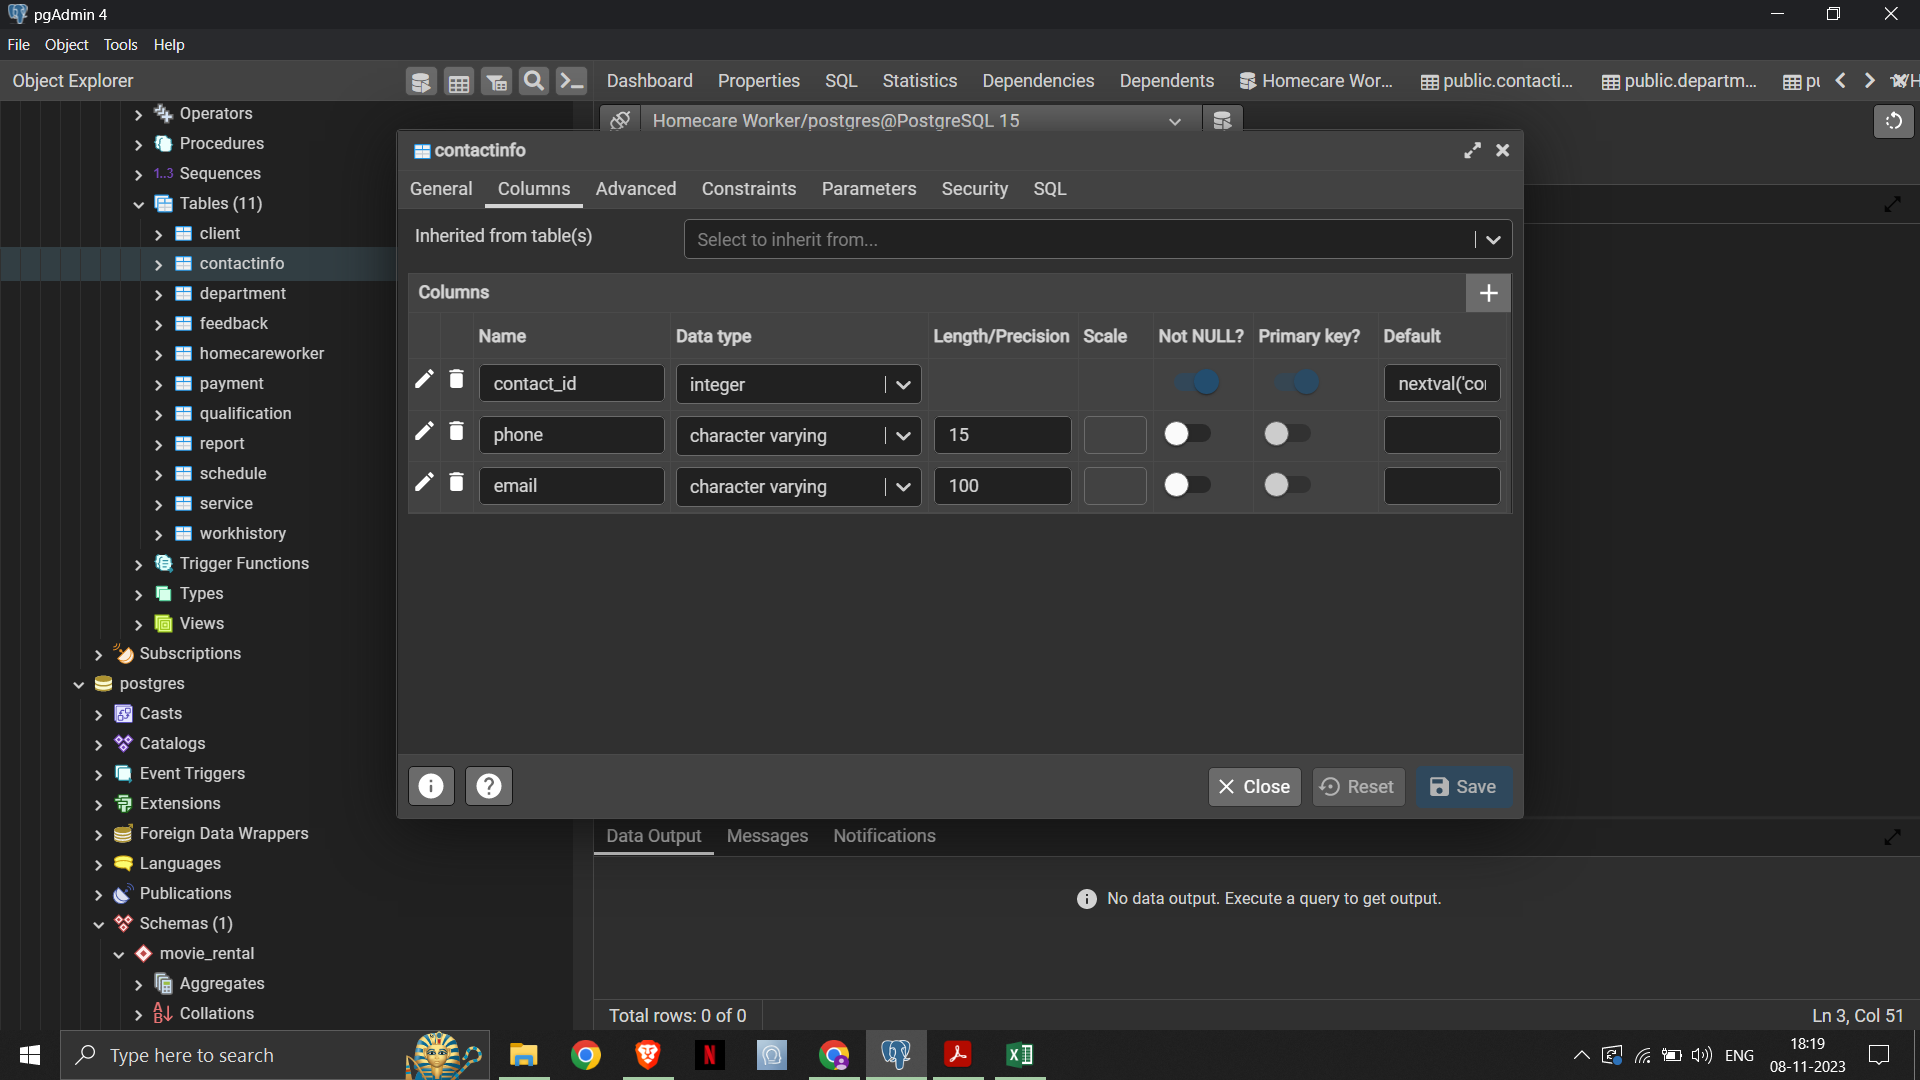 pgAdmin 4
File Object Tools Help
Object Explorer
Dashboard Properties SQL Statistics Dependencies Dependents Homecare Wor... public.contacti... public.departm...
Homecare Worker/postgres@PostgreSQL 15
Operators
Procedures
1..3 Sequences
Tables (11)
client
contactinfo
department
feedback
homecareworker
payment
qualification
report
schedule
service
workhistory
Trigger Functions
Types
Views
Subscriptions
postgres
Casts
Catalogs
Event Triggers
Extensions
Foreign Data Wrappers
Languages
Publications
Schemas (1)
movie_rental
Aggregates
Collations
contactinfo
General Columns Advanced Constraints Parameters Security SQL
Inherited from table(s) Select to inherit from...
Columns
Name Data type Length/Precision Scale Not NULL? Primary key? Default
contact_id integer nextval('co
phone character varying 15
email character varying 100
Close Reset Save
Data Output Messages Notifications
No data output. Execute a query to get output.
Total rows: 0 of 0 Ln 3, Col 51
Type here to search
ENG
18:19
08-11-2023